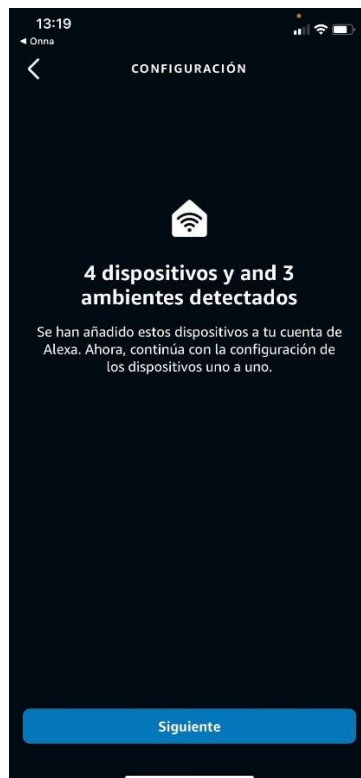 13:19
◀ Onna
CONFIGURACIÓN
4 dispositivos y and 3
ambientes detectados
Se han añadido estos dispositivos a tu cuenta de
Alexa. Ahora, continúa con la configuración de
los dispositivos uno a uno.
Siguiente